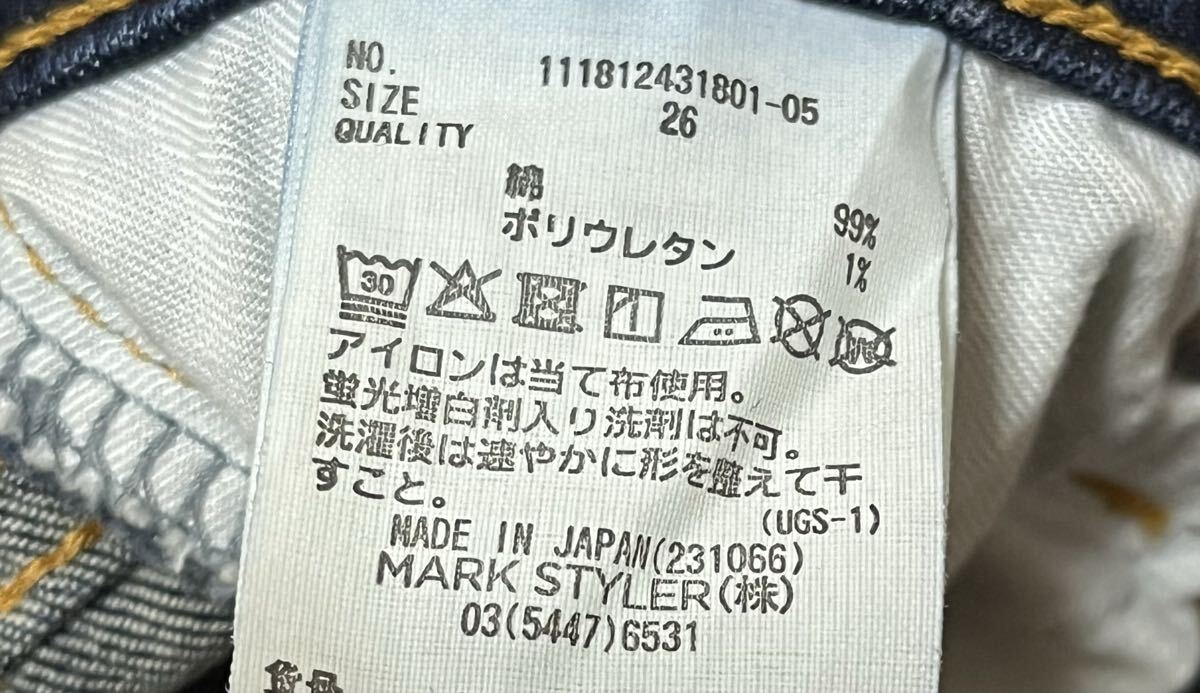 NO. 111812431801-05
SIZE 26
QUALITY
綿 99%
ポリウレタン 1%
30
アイロンは当て布使用。
蛍光増白剤入り洗剤は不可。
洗濯後は速やかに形を整えて干
すこと。
(UGS-1)
MADE IN JAPAN(231066)
MARK STYLER(株)
03(5447)6531